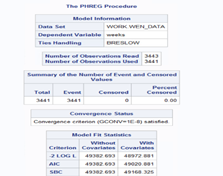 The PHREG Procedure
Model Information
Data Set WORK.WEN_DATA
Dependent Variable weeks
Ties Handling BRESLOW
Number of Observations Read 3443
Number of Observations Used 3441
Summary of the Number of Event and Censored Values
Total Event Censored Percent Censored
3441 3441 0 0.00
Convergence Status
Convergence criterion (GCONV=1E-8) satisfied.
Model Fit Statistics
Criterion Without Covariates With Covariates
-2 LOG L 49382.693 48972.881
AIC 49382.693 49020.881
SBC 49382.693 49168.325